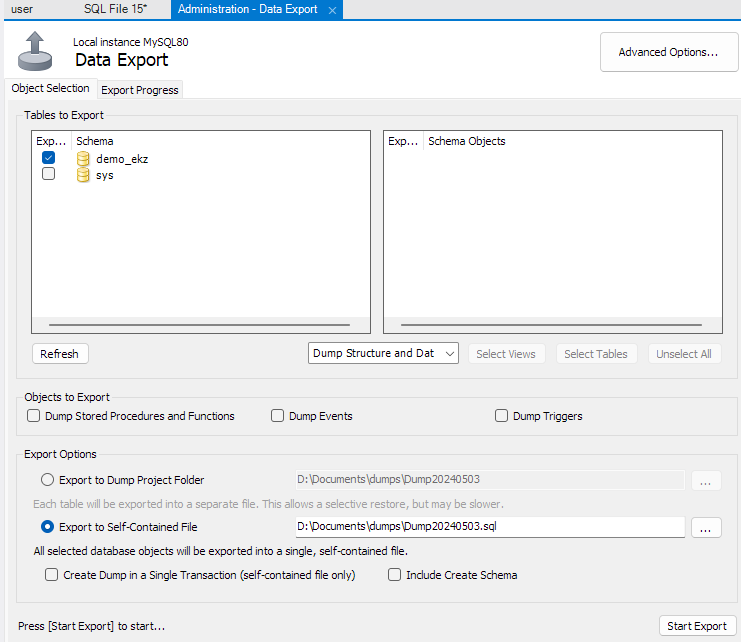 user SQL File 15* Administration - Data Export ×
Local instance MySQL80
Data Export
Advanced Options...
Object Selection Export Progress
Tables to Export
Exp... Schema
demo_ekz
sys
Exp... Schema Objects
Refresh Dump Structure and Dat Select Views Select Tables Unselect All
Objects to Export
Dump Stored Procedures and Functions Dump Events Dump Triggers
Export Options
Export to Dump Project Folder D:\Documents\dumps\Dump20240503 ...
Each table will be exported into a separate file. This allows a selective restore, but may be slower.
Export to Self-Contained File D:\Documents\dumps\Dump20240503.sql ...
All selected database objects will be exported into a single, self-contained file.
Create Dump in a Single Transaction (self-contained file only) Include Create Schema
Press [Start Export] to start... Start Export